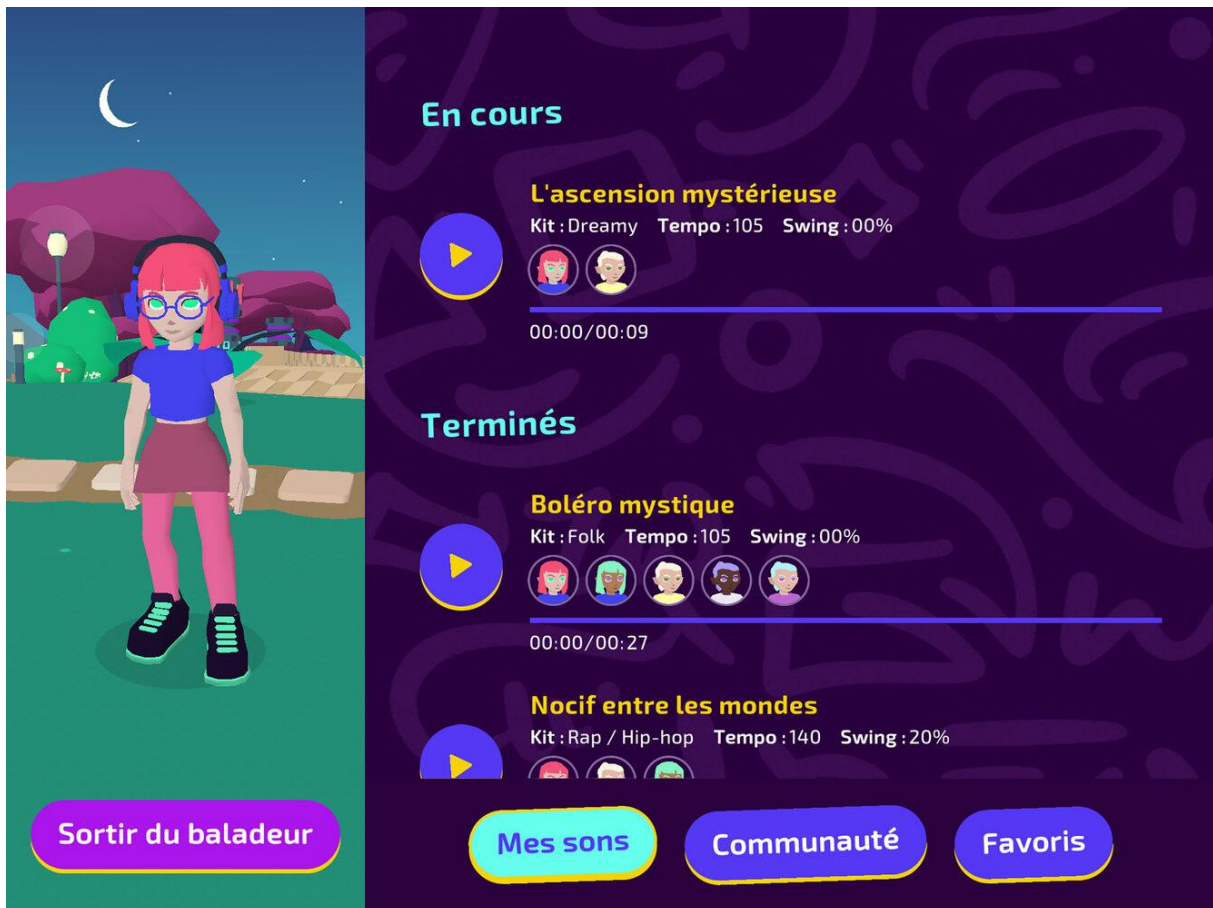 En cours
L'ascension mystérieuse
Kit : Dreamy Tempo : 105 Swing : 00%
00:00/00:09
Terminés
Boléro mystique
Kit : Folk Tempo : 105 Swing : 00%
00:00/00:27
Nocif entre les mondes
Kit : Rap / Hip-hop Tempo : 140 Swing : 20%
Sortir du baladeur
Mes sons
Communauté
Favoris